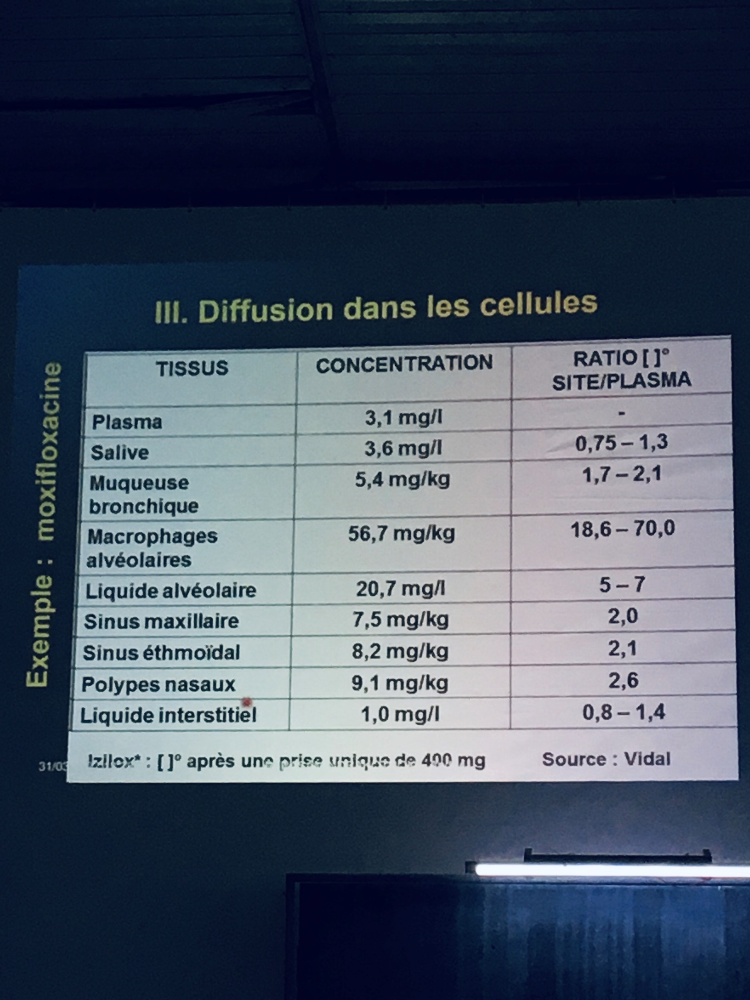 III. Diffusion dans les cellules
Exemple : moxifloxacine
TISSUS CONCENTRATION RATIO [ ]°
SITE/PLASMA
Plasma 3,1 mg/l -
Salive 3,6 mg/l 0,75 – 1,3
Muqueuse 5,4 mg/kg 1,7 – 2,1
bronchique
Macrophages 56,7 mg/kg 18,6 – 70,0
alvéolaires
Liquide alvéolaire 20,7 mg/l 5 – 7
Sinus maxillaire 7,5 mg/kg 2,0
Sinus éthmoïdal 8,2 mg/kg 2,1
Polypes nasaux 9,1 mg/kg 2,6
Liquide interstitiel 1,0 mg/l 0,8 – 1,4
Izilox* : [ ]° après une prise unique de 400 mg Source : Vidal
31/03